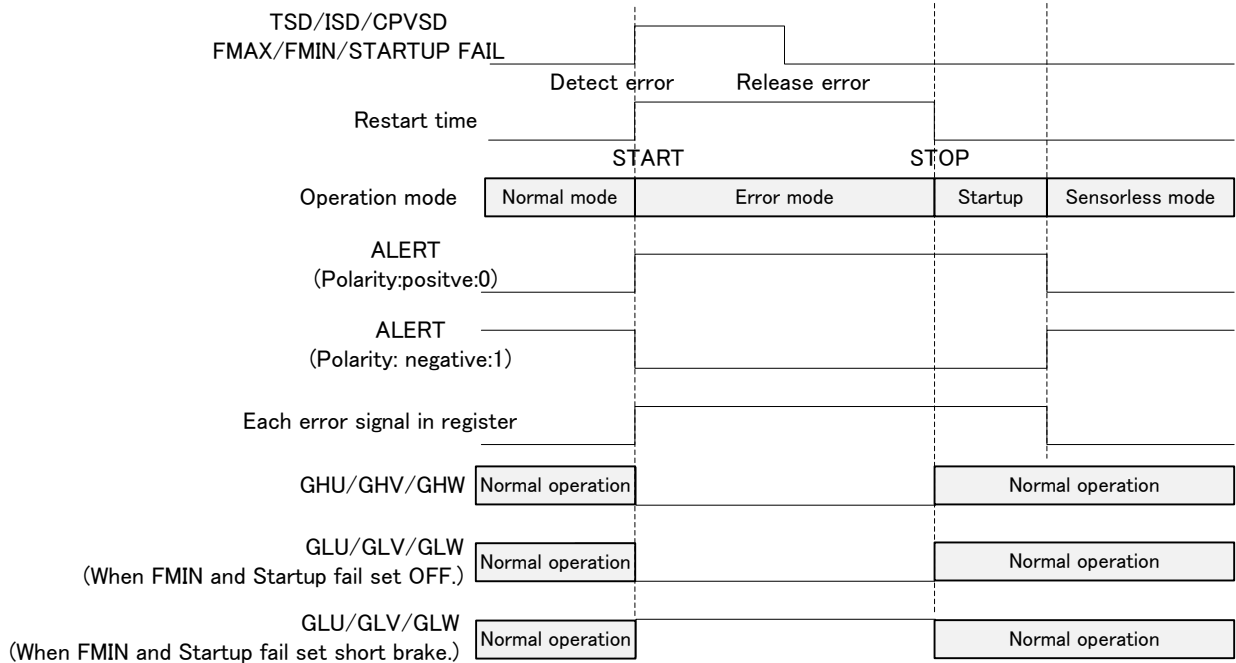 TSD/ISD/CPVSD
FMAX/FMIN/STARTUP FAIL
Detect error
Release error
Restart time
START
STOP
Operation mode
Normal mode
Error mode
Startup
Sensorless mode
ALERT
(Polarity:positve:0)
ALERT
(Polarity: negative:1)
Each error signal in register
GHU/GHV/GHW
Normal operation
Normal operation
GLU/GLV/GLW
(When FMIN and Startup fail set OFF.)
Normal operation
Normal operation
GLU/GLV/GLW
(When FMIN and Startup fail set short brake.)
Normal operation
Normal operation